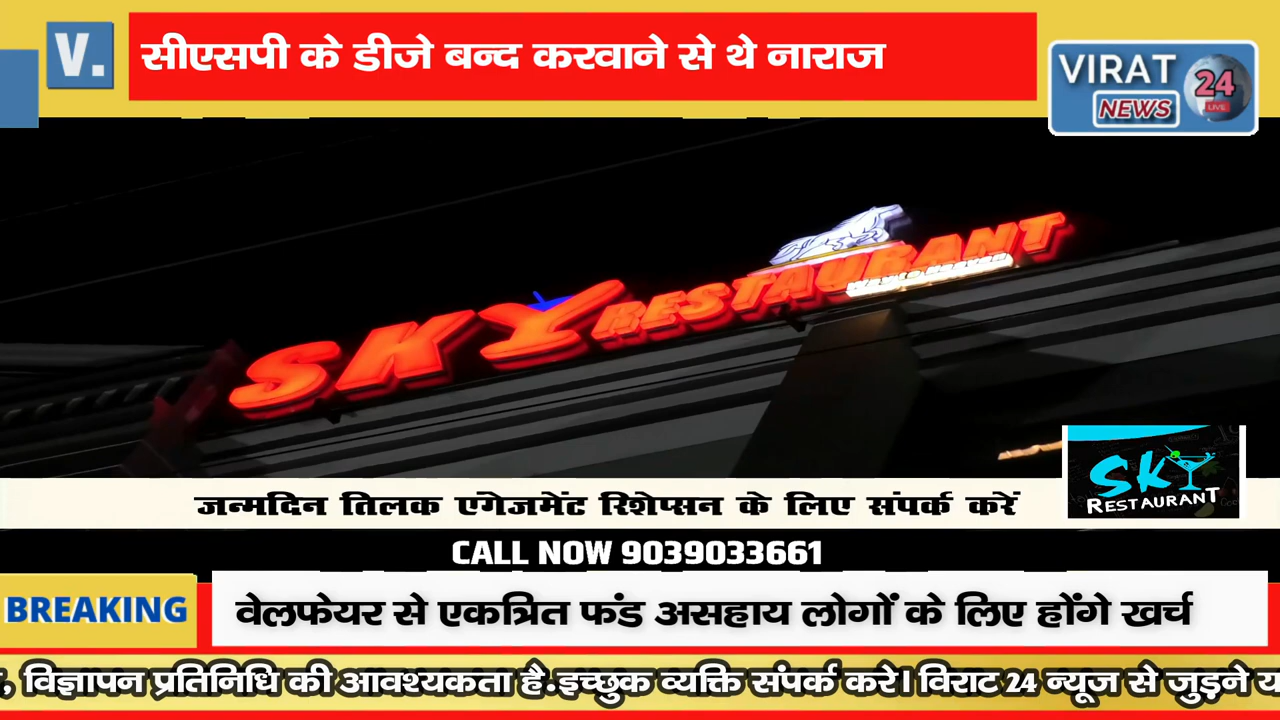 V.
सीएसपी के डीजे बन्द करवाने से थे नाराज
VIRAT
24
NEWS
LIVE
SKY RESTAURANT
SKY
RESTAURANT
जन्मदिन तिलक एंगेजमेंट रिशेप्सन के लिए संपर्क करें
CALL NOW 9039033661
BREAKING
वेलफेयर से एकत्रित फंड असहाय लोगों के लिए होंगे खर्च
, विज्ञापन प्रतिनिधि की आवश्यकता है.इच्छुक व्यक्ति संपर्क करे। विराट 24 न्यूज से जुड़ने य